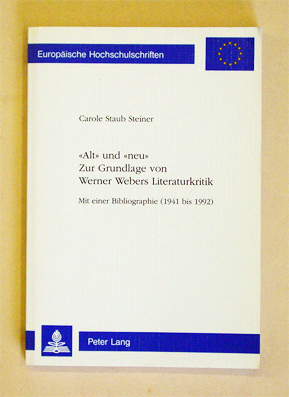 Europäische Hochschulschriften
Carole Staub Steiner
«Alt» und «neu»
Zur Grundlage von
Werner Webers Literaturkritik
Mit einer Bibliographie (1941 bis 1992)
Peter Lang